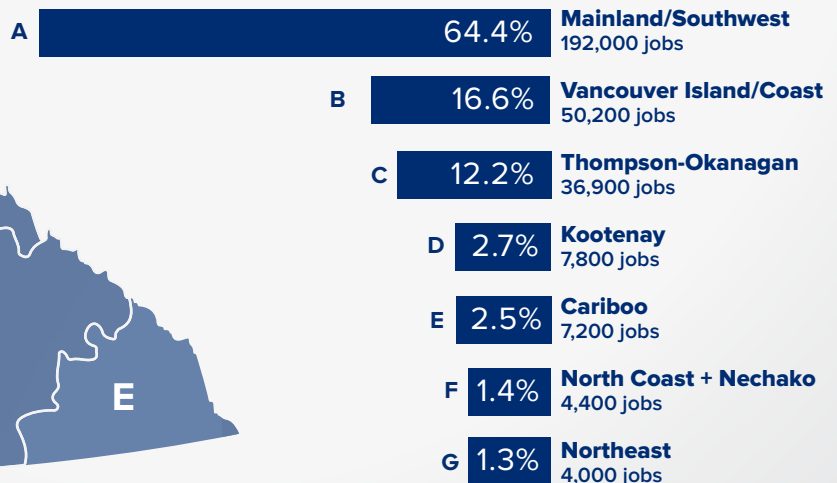 A
64.4%
Mainland/Southwest
192,000 jobs
B
16.6%
Vancouver Island/Coast
50,200 jobs
C
12.2%
Thompson-Okanagan
36,900 jobs
D
2.7%
Kootenay
7,800 jobs
E
2.5%
Cariboo
7,200 jobs
F
1.4%
North Coast + Nechako
4,400 jobs
G
1.3%
Northeast
4,000 jobs
E